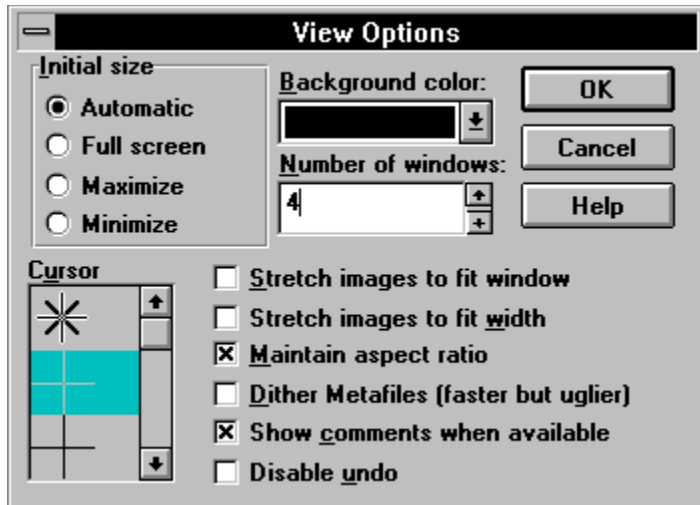 View Options
Initial size
Automatic
Full screen
Maximize
Minimize
Background color:
Number of windows:
4
OK
Cancel
Help
Cursor
Stretch images to fit window
Stretch images to fit width
Maintain aspect ratio
Dither Metafiles (faster but uglier)
Show comments when available
Disable undo